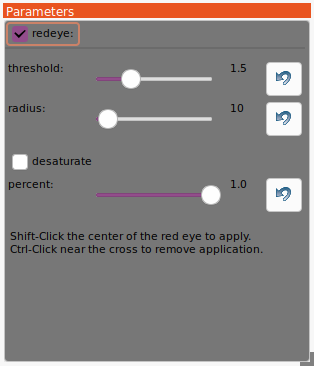 Parameters
redeye:
threshold: 1.5
radius: 10
desaturate
percent: 1.0
Shift-Click the center of the red eye to apply.
Ctrl-Click near the cross to remove application.